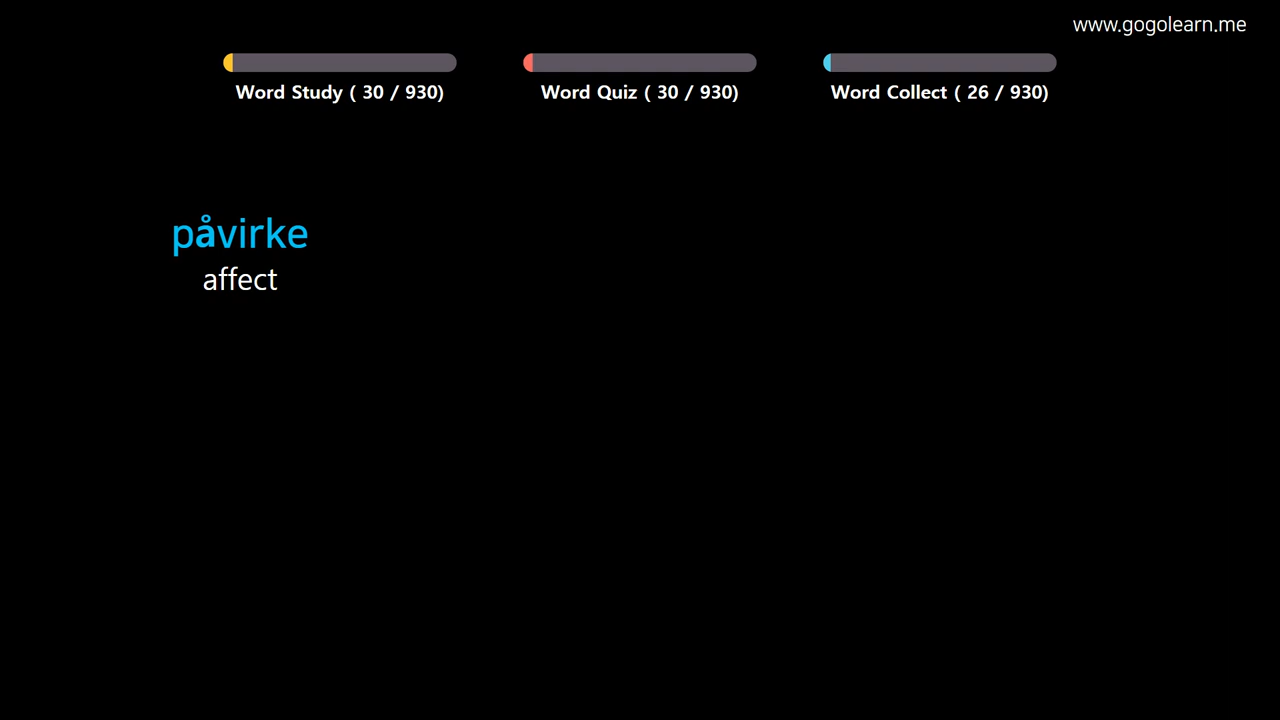 www.gogolearn.me
Word Study ( 30 / 930)
Word Quiz ( 30 / 930)
Word Collect ( 26 / 930)
påvirke
affect